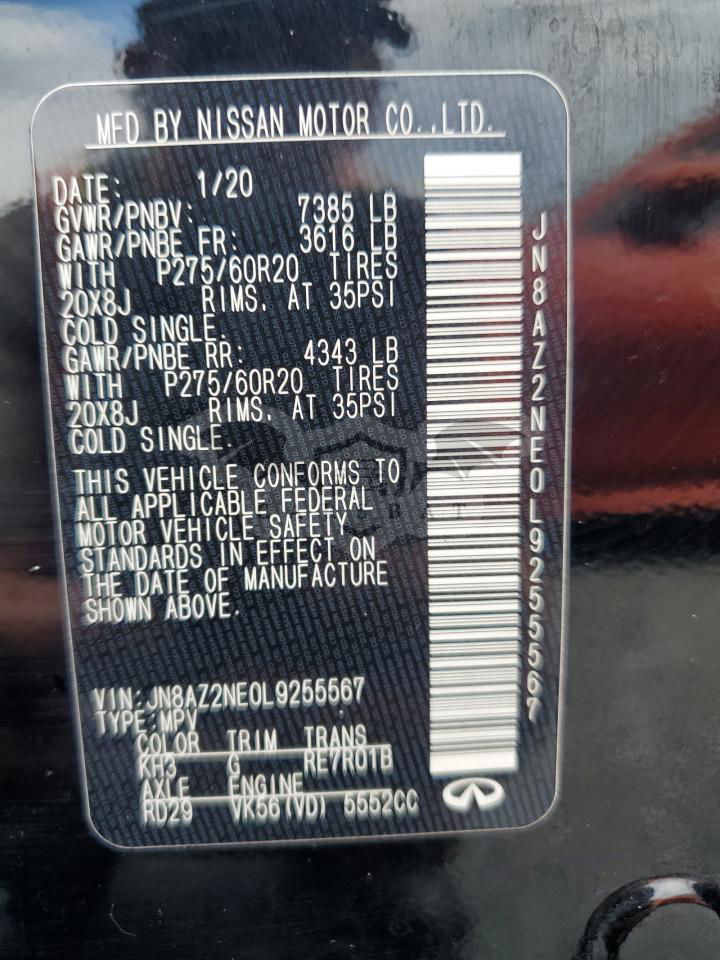 MFD BY NISSAN MOTOR CO.,LTD.
DATE: 1/20
GVWR/PNBV: 7385 LB
GAWR/PNBE FR: 3616 LB
WITH P275/60R20 TIRES
20X8J RIMS, AT 35PSI
COLD SINGLE.
GAWR/PNBE RR: 4343 LB
WITH P275/60R20 TIRES
20X8J RIMS, AT 35PSI
COLD SINGLE.
THIS VEHICLE CONFORMS TO
ALL APPLICABLE FEDERAL
MOTOR VEHICLE SAFETY
STANDARDS IN EFFECT ON
THE DATE OF MANUFACTURE
SHOWN ABOVE.
VIN:JN8AZ2NE0L9255567
TYPE:MPV
COLOR TRIM TRANS
KH3 G RE7R01B
AXLE ENGINE
RD29 VK56(VD) 5552CC
JN8AZ2NE0L9255567